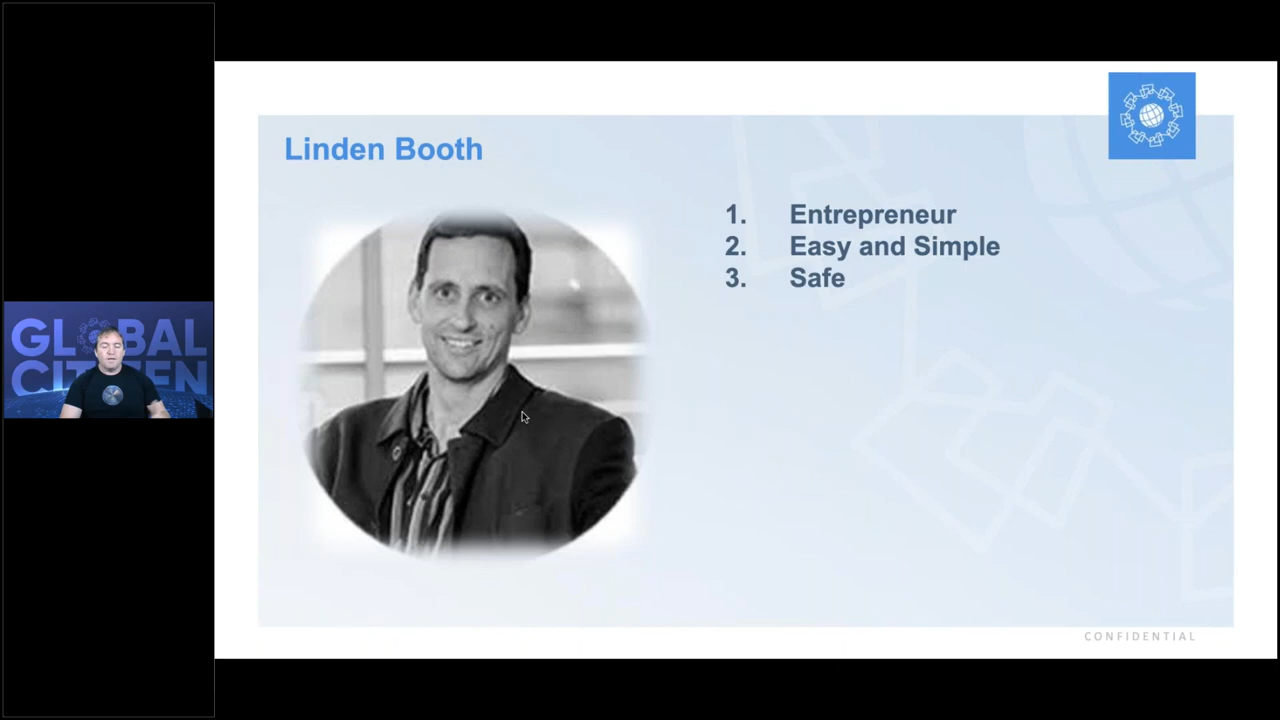 Linden Booth
1. Entrepreneur
2. Easy and Simple
3. Safe
GLOBAL
CITIZEN
CONFIDENTIAL